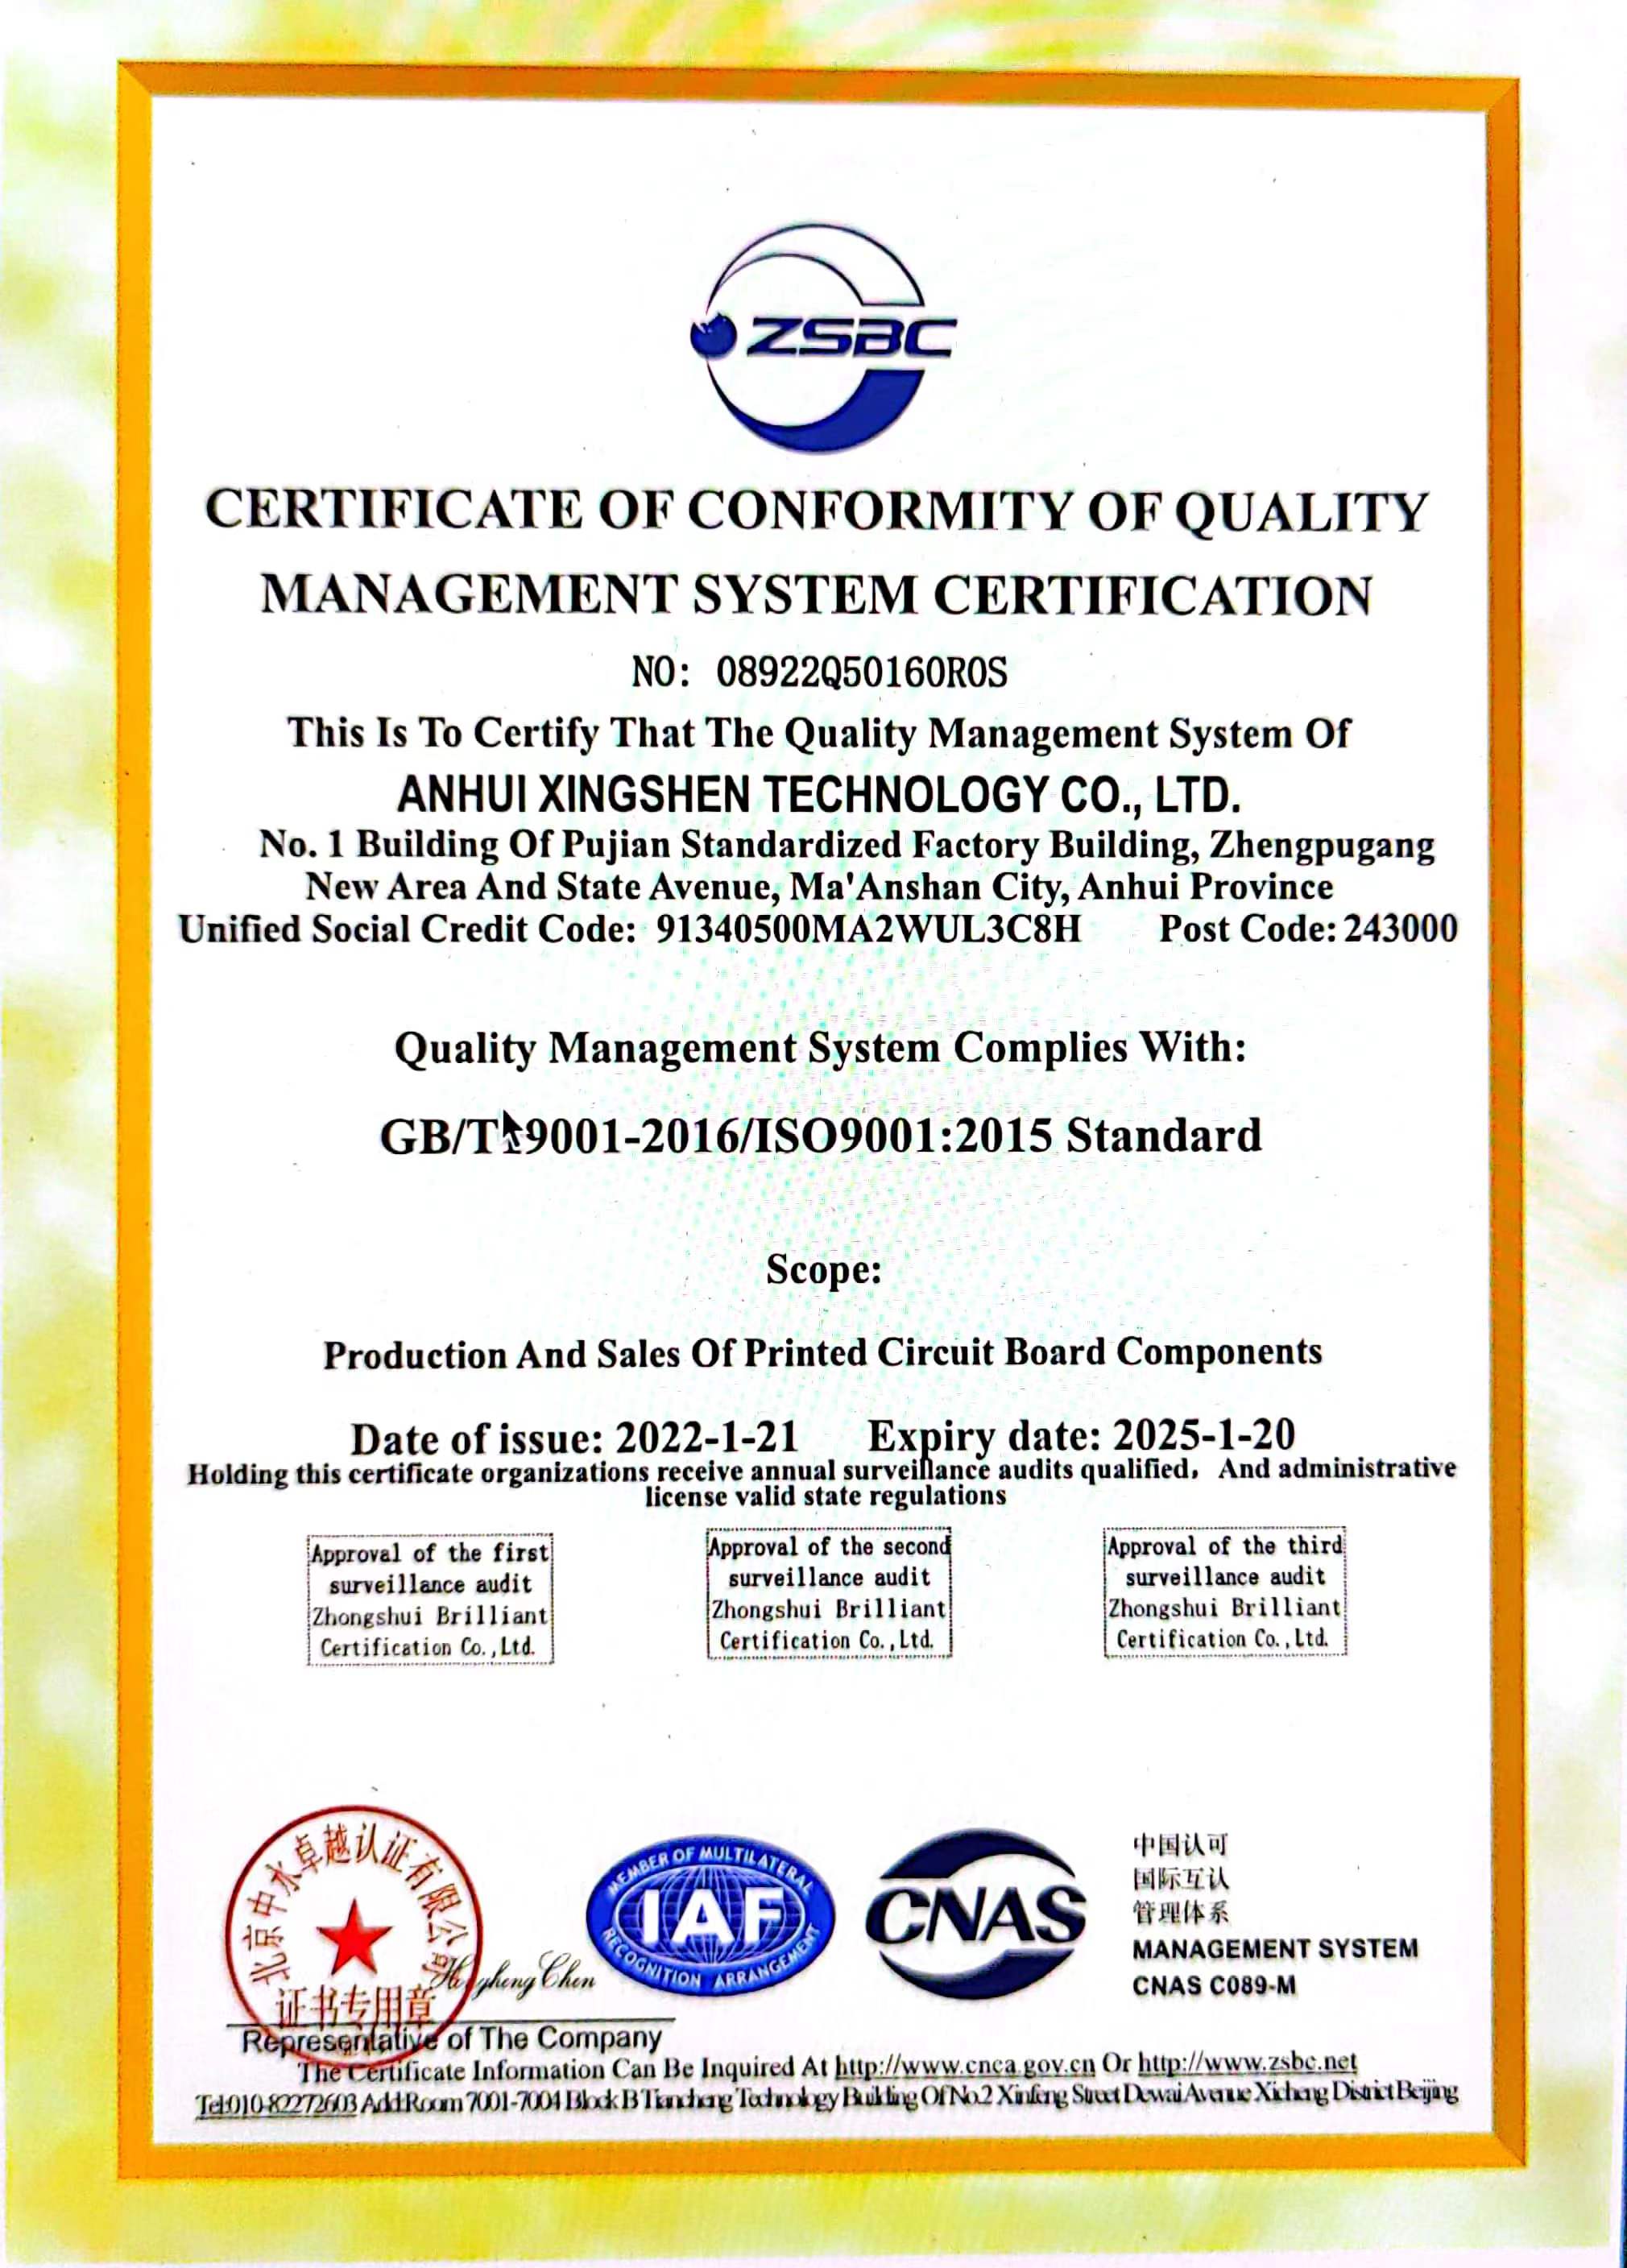 ZSBC
CERTIFICATE OF CONFORMITY OF QUALITY
MANAGEMENT SYSTEM CERTIFICATION
NO: 08922Q50160R0S
This Is To Certify That The Quality Management System Of
ANHUI XINGSHEN TECHNOLOGY CO., LTD.
No. 1 Building Of Pujian Standardized Factory Building, Zhengpugang
New Area And State Avenue, Ma'Anshan City, Anhui Province
Unified Social Credit Code: 91340500MA2WUL3C8H Post Code: 243000
Quality Management System Complies With:
GB/T19001-2016/ISO9001:2015 Standard
Scope:
Production And Sales Of Printed Circuit Board Components
Date of issue: 2022-1-21 Expiry date: 2025-1-20
Holding this certificate organizations receive annual surveillance audits qualified, And administrative
license valid state regulations
Approval of the first
surveillance audit
Zhongshui Brilliant
Certification Co., Ltd.
Approval of the second
surveillance audit
Zhongshui Brilliant
Certification Co., Ltd.
Approval of the third
surveillance audit
Zhongshui Brilliant
Certification Co., Ltd.
北京中水卓越认证有限公司
证书专用章
Chen
MEMBER OF MULTILATERAL
IAF
RECOGNITION ARRANGEMENT
CNAS
中国认可
国际互认
管理体系
MANAGEMENT SYSTEM
CNAS C089-M
Representative of The Company
The Certificate Information Can Be Inquired At http://www.cnca.gov.cn Or http://www.zsbc.net
Tel:010-82272603 Add:Room 7001-7004 Block B Tiancheng Technology Building Of No.2 Xinfeng Street Dewai Avenue Xicheng District Beijing